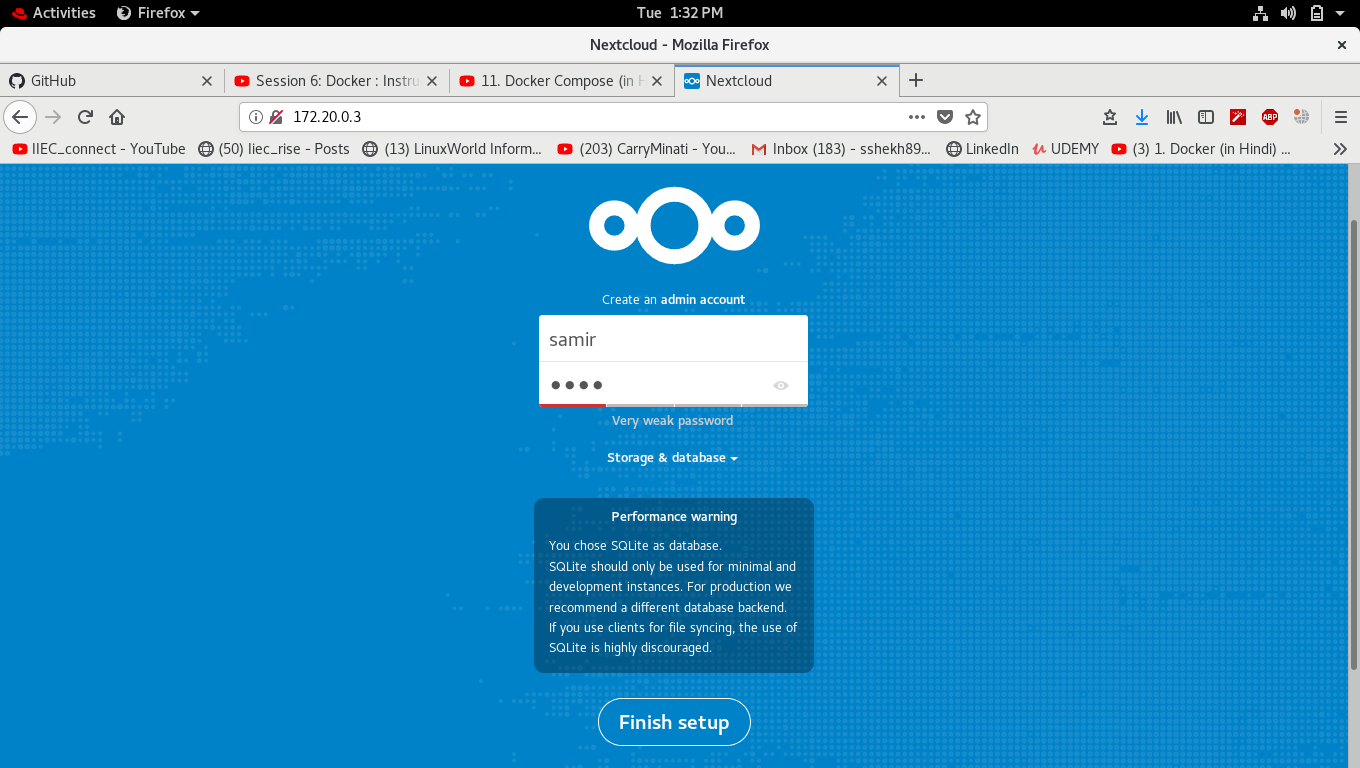 Activities Firefox Tue 1:32 PM
Nextcloud - Mozilla Firefox
GitHub Session 6: Docker : Instru 11. Docker Compose (in H Nextcloud
172.20.0.3
IIEC_connect - YouTube (50) Iiec_rise - Posts (13) LinuxWorld Inform... (203) CarryMinati - You... Inbox (183) - sshekh89... LinkedIn UDEMY (3) 1. Docker (in Hindi) ...
Create an admin account
samir
Very weak password
Storage & database
Performance warning
You chose SQLite as database.
SQLite should only be used for minimal and
development instances. For production we
recommend a different database backend.
If you use clients for file syncing, the use of
SQLite is highly discouraged.
Finish setup